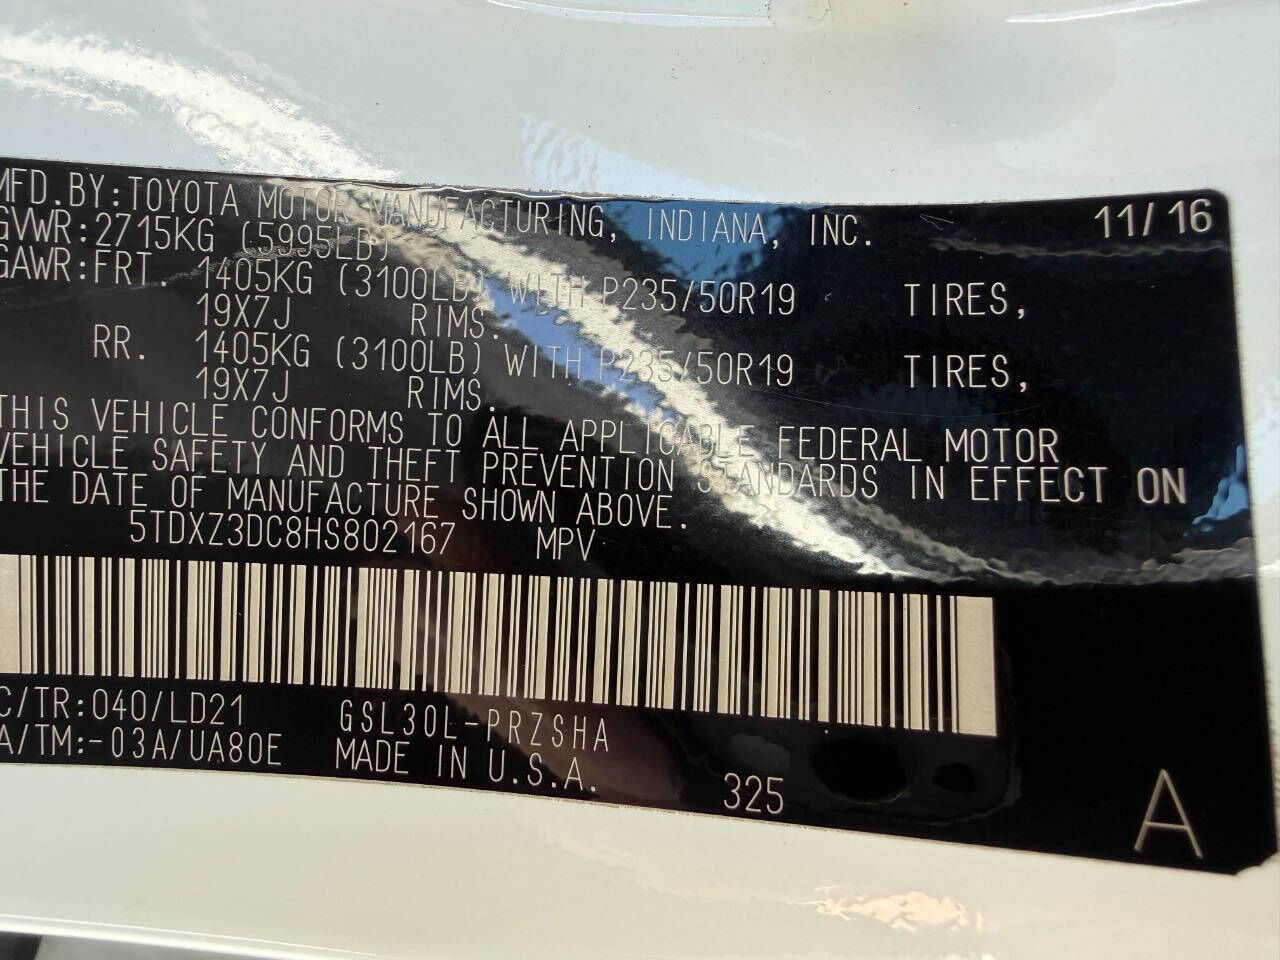 MFD.BY:TOYOTA MOTOR MANUFACTURING, INDIANA, INC. 11/16
GVWR:2715KG (5995LB)
GAWR:FRT. 1405KG (3100LB) WITH P235/50R19 TIRES,
19X7J RIMS.
RR. 1405KG (3100LB) WITH P235/50R19 TIRES,
19X7J RIMS.
THIS VEHICLE CONFORMS TO ALL APPLICABLE FEDERAL MOTOR
VEHICLE SAFETY AND THEFT PREVENTION STANDARDS IN EFFECT ON
THE DATE OF MANUFACTURE SHOWN ABOVE.
5TDXZ3DC8HS802167 MPV
C/TR:040/LD21 GSL30L-PRZSHA
A/TM:-03A/UA80E MADE IN U.S.A. 325 A